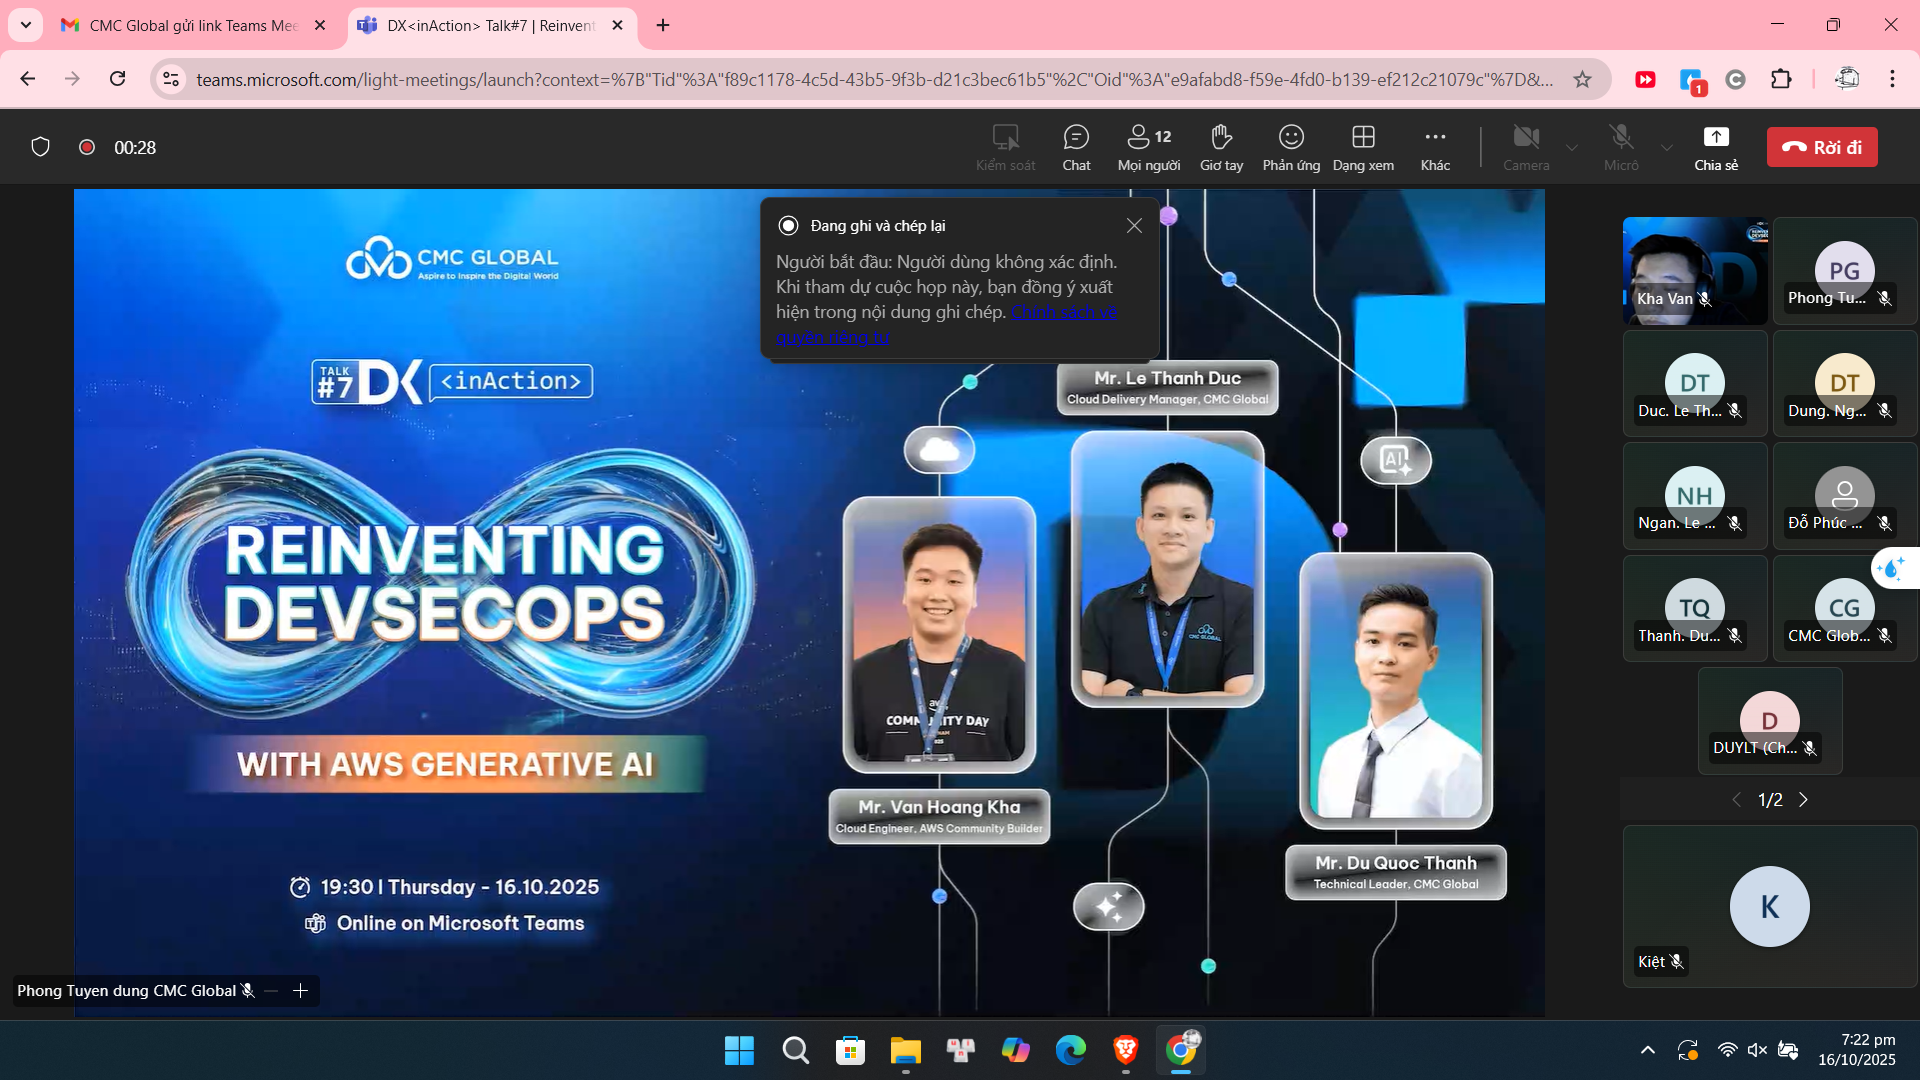 CMC Global gửi link Teams Mee
DX<inAction> Talk#7 | Reinvent
teams.microsoft.com/light-meetings/launch?context=%7B"Tid"%3A"f89c1178-4c5d-43b5-9f3b-d21c3bec61b5"%2C"Oid"%3A"e9afabd8-f59e-4fd0-b139-ef212c21079c"%7D&...
1
00:28
Kiểm soát
Chat
12
Mọi người
Giơ tay
Phản ứng
Dạng xem
Khác
Camera
Micrô
Chia sẻ
Rời đi
Đang ghi và chép lại
Người bắt đầu: Người dùng không xác định.
Khi tham dự cuộc họp này, bạn đồng ý xuất
hiện trong nội dung ghi chép. Chính sách về
quyền riêng tư
CMC GLOBAL
Aspire to Inspire the Digital World
TALK
#7
DX
<inAction>
REINVENTING
DEVSECOPS
WITH AWS GENERATIVE AI
19:30 | Thursday - 16.10.2025
Online on Microsoft Teams
Mr. Le Thanh Duc
Cloud Delivery Manager, CMC Global
AI
CMC GLOBAL
aws
COMMUNITY DAY
Mr. Van Hoang Kha
Cloud Engineer, AWS Community Builder
Mr. Du Quoc Thanh
Technical Leader, CMC Global
Phong Tuyen dung CMC Global
Kha Van
PG
Phong Tu...
DT
Duc. Le Th...
DT
Dung. Ng...
NH
Ngan. Le ...
Đỗ Phúc ...
TQ
Thanh. Du...
CG
CMC Glob...
D
DUYLT (Ch...
1/2
K
Kiệt
7:22 pm
16/10/2025